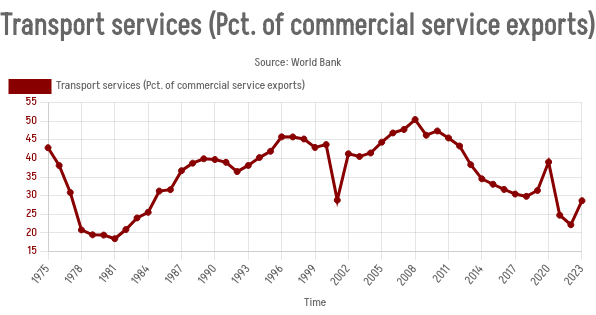 Transport services (Pct. of commercial service exports)
Source: World Bank
Transport services (Pct. of commercial service exports)
55
50
45
40
35
30
25
20
15
1975 1978 1981 1984 1987 1990 1993 1996 1999 2002 2005 2008 2011 2014 2017 2020 2023
Time